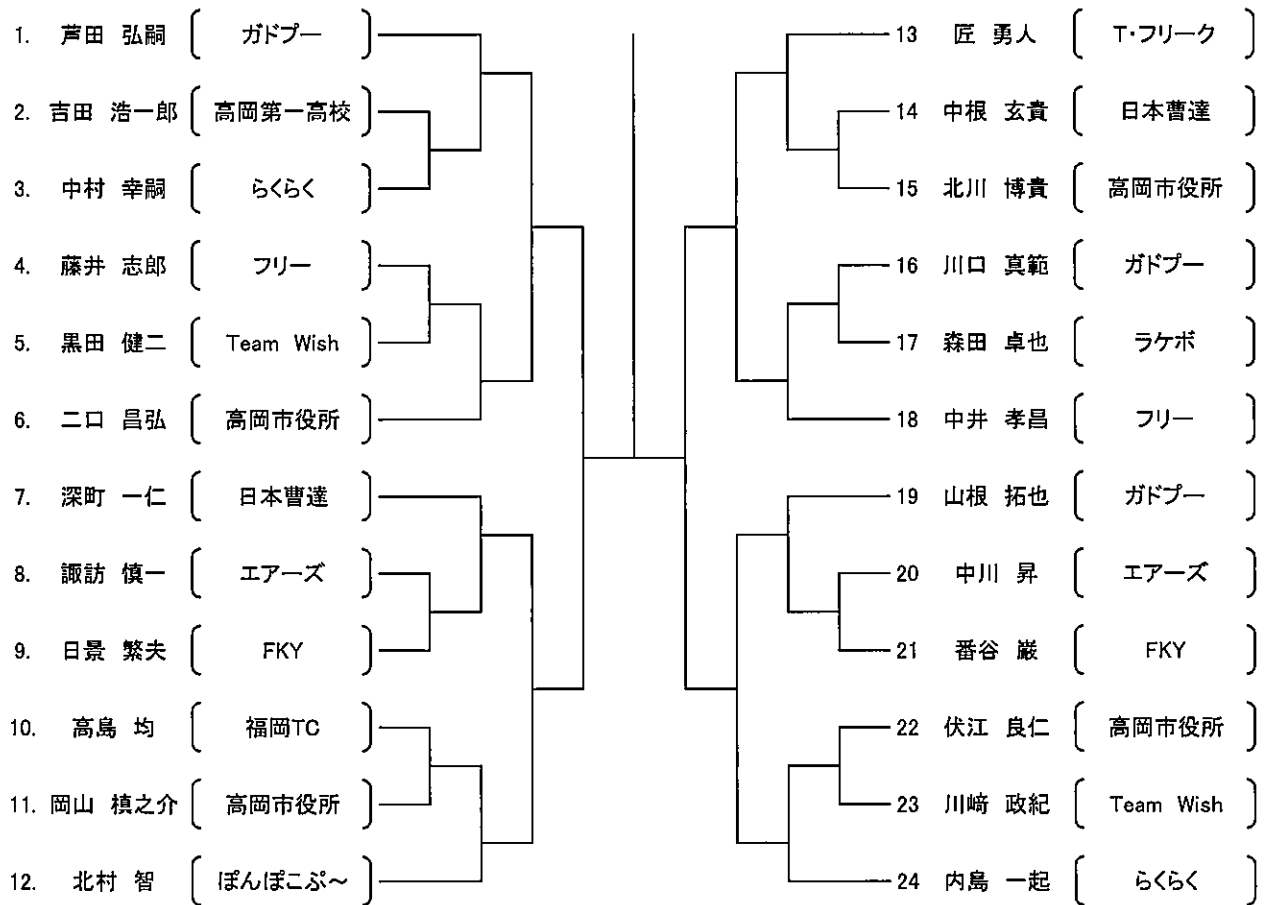 1. 芦田 弘嗣 ガドプー
2. 吉田 浩一郎 高岡第一高校
3. 中村 幸嗣 らくらく
4. 藤井 志郎 フリー
5. 黒田 健二 Team Wish
6. 二口 昌弘 高岡市役所
7. 深町 一仁 日本曹達
8. 諏訪 慎一 エアーズ
9. 日景 繁夫 FKY
10. 高島 均 福岡TC
11. 岡山 槙之介 高岡市役所
12. 北村 智 ぽんぽこぷ～
13 匠 勇人 T・フリーク
14 中根 玄貴 日本曹達
15 北川 博貴 高岡市役所
16 川口 真範 ガドプー
17 森田 卓也 ラケボ
18 中井 孝昌 フリー
19 山根 拓也 ガドプー
20 中川 昇 エアーズ
21 番谷 巌 FKY
22 伏江 良仁 高岡市役所
23 川﨑 政紀 Team Wish
24 内島 一起 らくらく